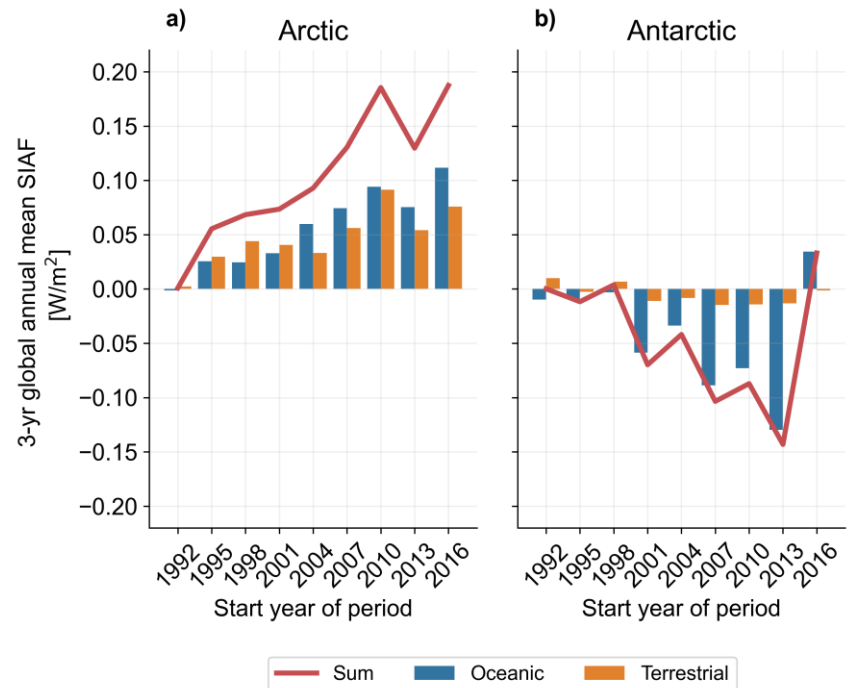 a)
Arctic
b)
Antarctic
3-yr global annual mean SIAF
[W/m²]
0.20
0.15
0.10
0.05
0.00
−0.05
−0.10
−0.15
−0.20
1992
1995
1998
2001
2004
2007
2010
2013
2016
Start year of period
1992
1995
1998
2001
2004
2007
2010
2013
2016
Start year of period
Sum
Oceanic
Terrestrial